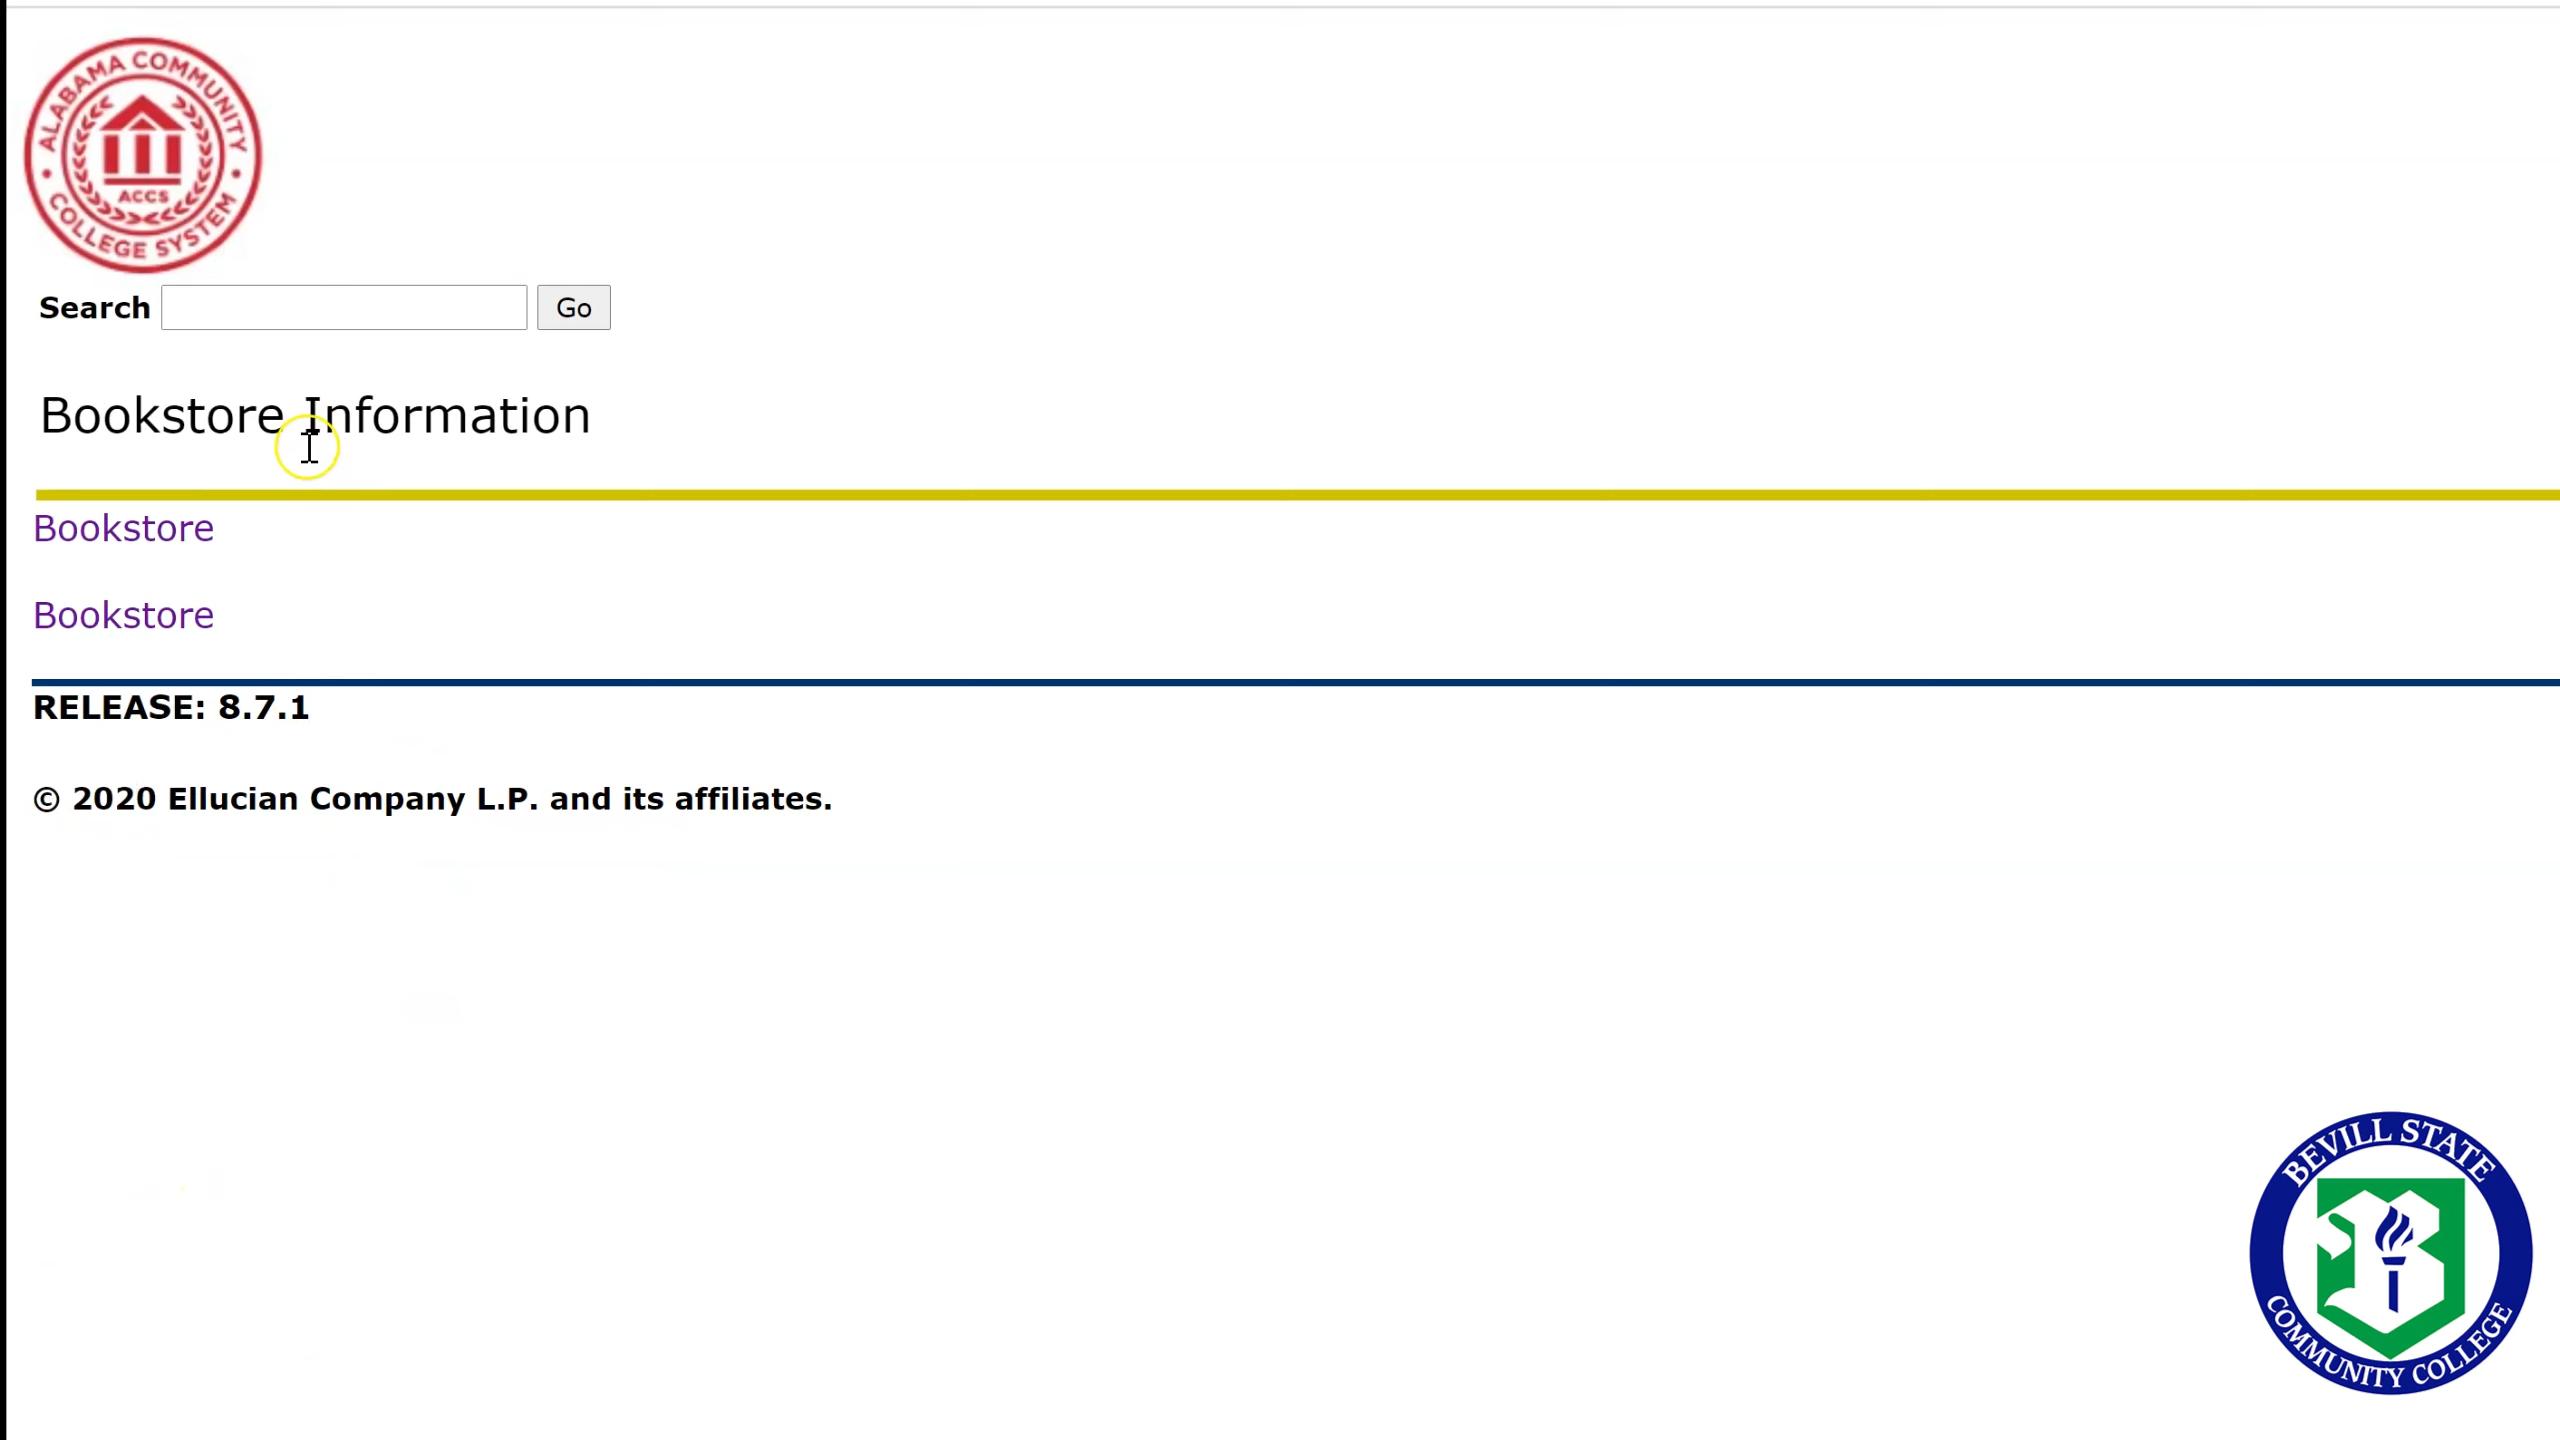 ALABAMA COMMUNITY
ACCS
COLLEGE SYSTEM
Search
Go
Bookstore Information
Bookstore
Bookstore
RELEASE: 8.7.1
© 2020 Ellucian Company L.P. and its affiliates.
BEVILL STATE
B
COMMUNITY COLLEGE